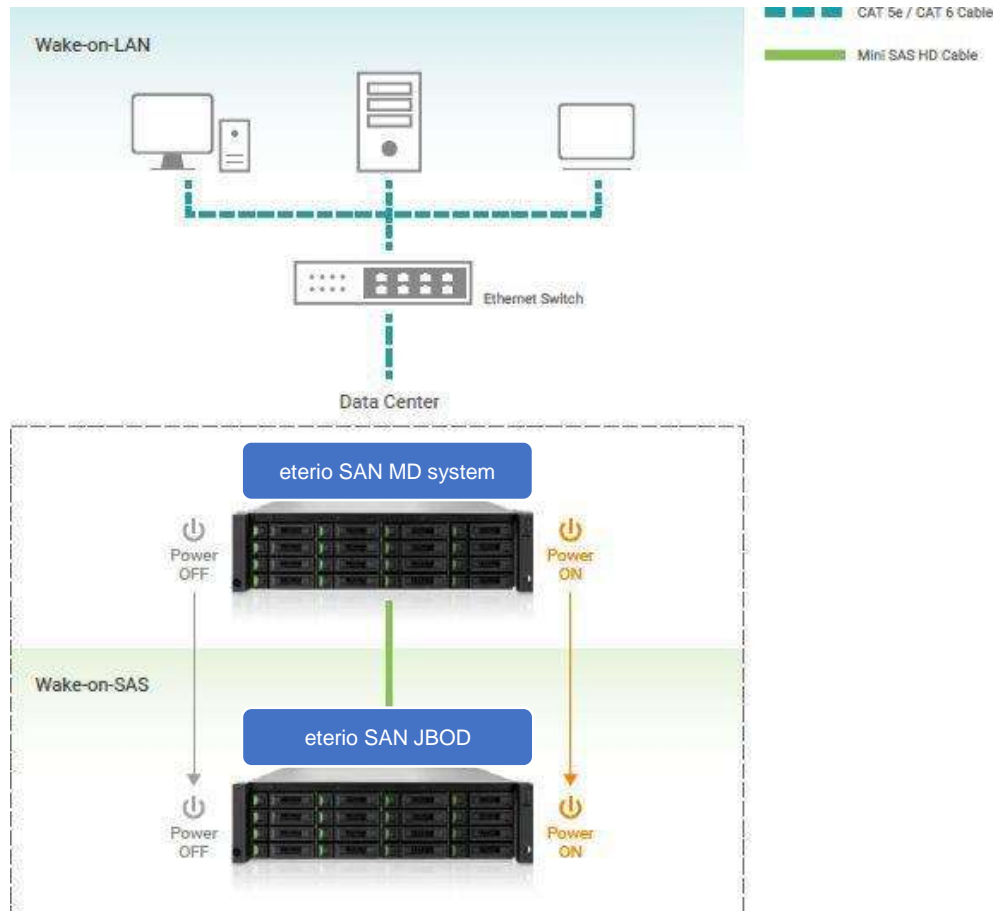 CAT 5e / CAT 6 Cable
Wake-on-LAN
Mini SAS HD Cable
Ethernet Switch
Data Center
eterio SAN MD system
Power
OFF
Power
ON
Wake-on-SAS
eterio SAN JBOD
Power
OFF
Power
ON